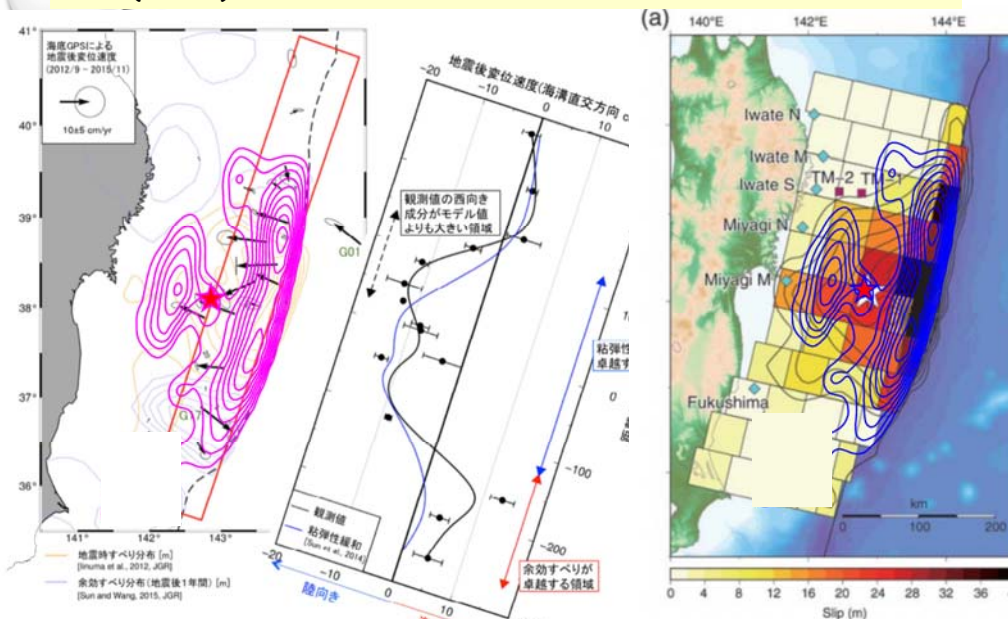 41°
40°
39°
38°
37°
36°
海底GPSによる
地震後変位速度
(2012/9 - 2015/11)
10±5 cm/yr
G01
142°
143°
地震時すべり分布 [m]
[Iinuma et al., 2012, JGR]
余効すべり分布(地震後1年間) [m]
[Sun and Wang, 2015, JGR]
地震後変位速度(海溝直交方向
-20
-10
0
10
観測値の西向き
成分がモデル値
よりも大きい領域
粘弾性
卓越す
0
-100
-200
観測値
粘弾性緩和
[Sun et al., 2014]
-20
-10
0
10
陸向き
余効すべりが
卓越する領域
(a)
140°E
142°E
144°E
Iwate N
Iwate M
Iwate S
TM-2
TM-1
Miyagi N
Miyagi M
Fukushima
km
0
100
200
0 4 8 12 16 20 24 28 32 36
Slip (m)